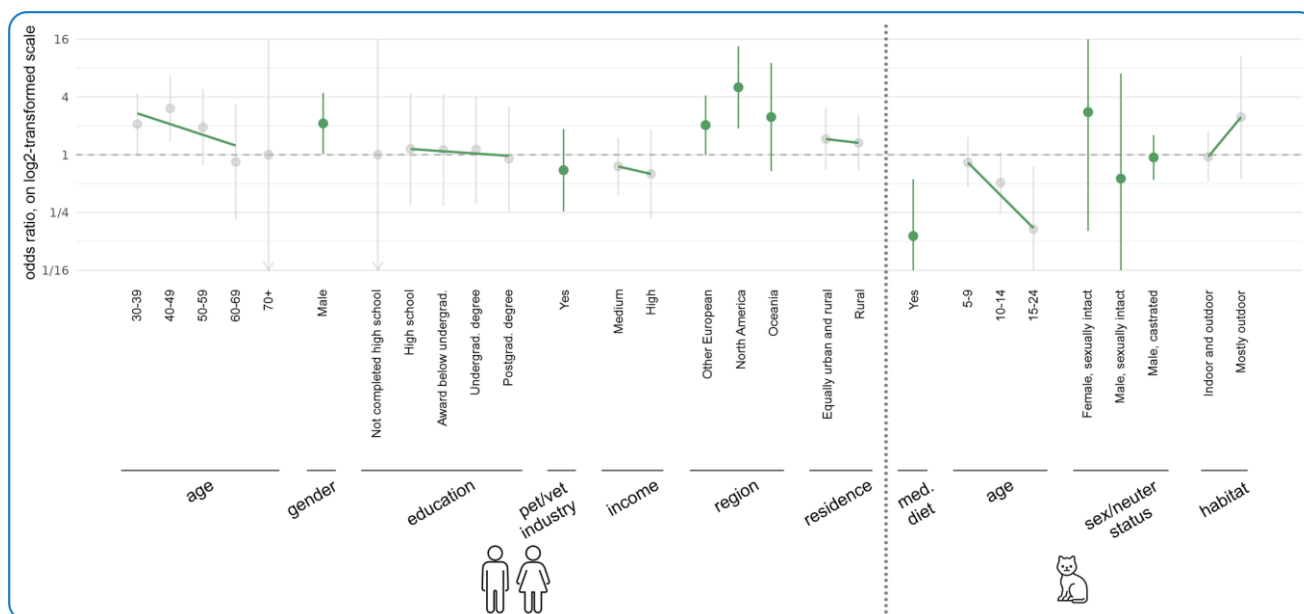 odds ratio, on log2-transformed scale
16
4
1
1/4
1/16
30-39
40-49
50-59
60-69
70+
Male
Not completed high school
High school
Award below undergrad.
Undergrad. degree
Postgrad. degree
Yes
Medium
High
Other European
North America
Oceania
Equally urban and rural
Rural
Yes
5-9
10-14
15-24
Female, sexually intact
Male, sexually intact
Male, castrated
Indoor and outdoor
Mostly outdoor
age
gender
education
pet/vet
industry
income
region
residence
med.
diet
age
sex/neuter
status
habitat